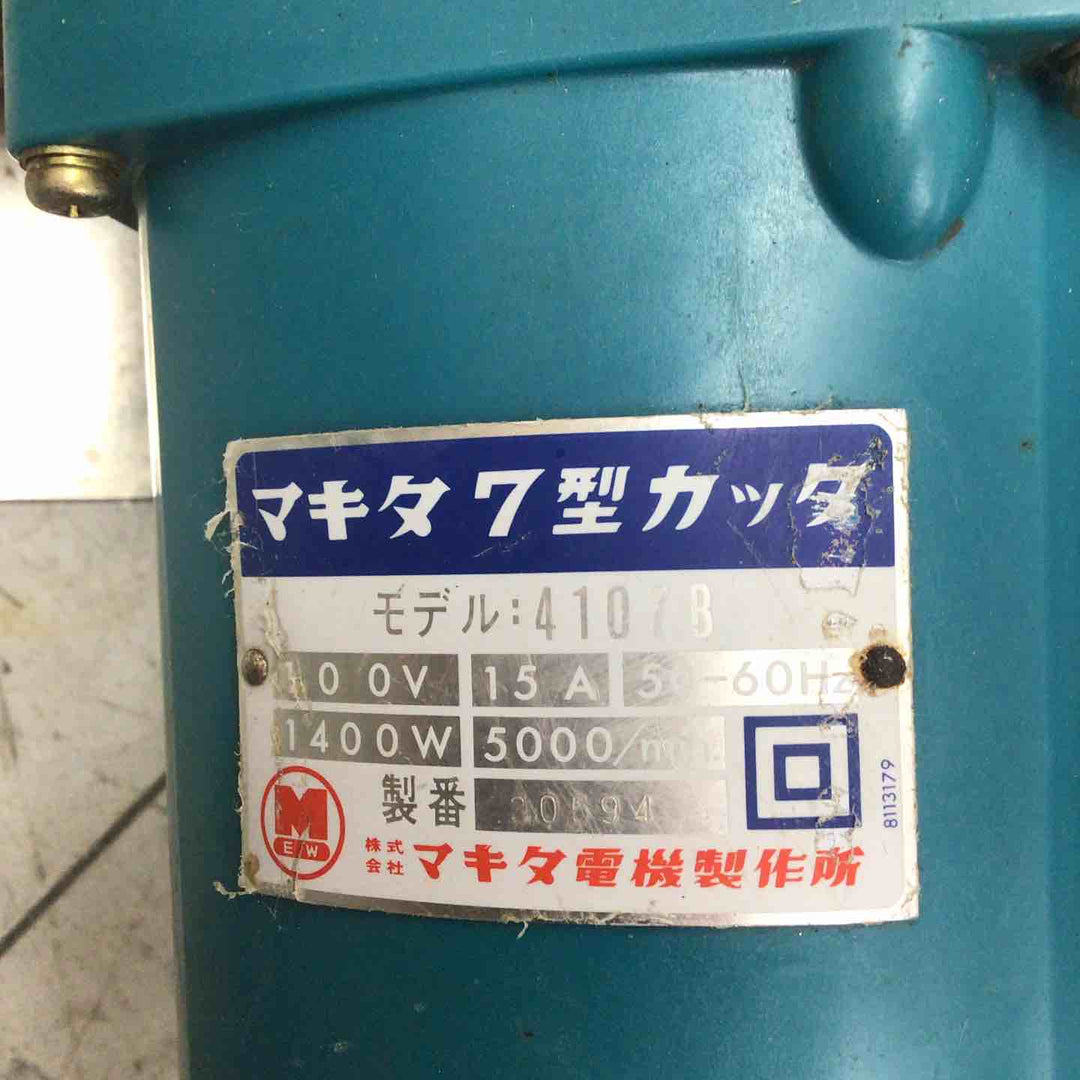 マキタ7型カッタ
モデル:4107B
100V 15A 50-60Hz
1400W 5000/min
製番
8113179
M
E W
株式会社 マキタ電機製作所